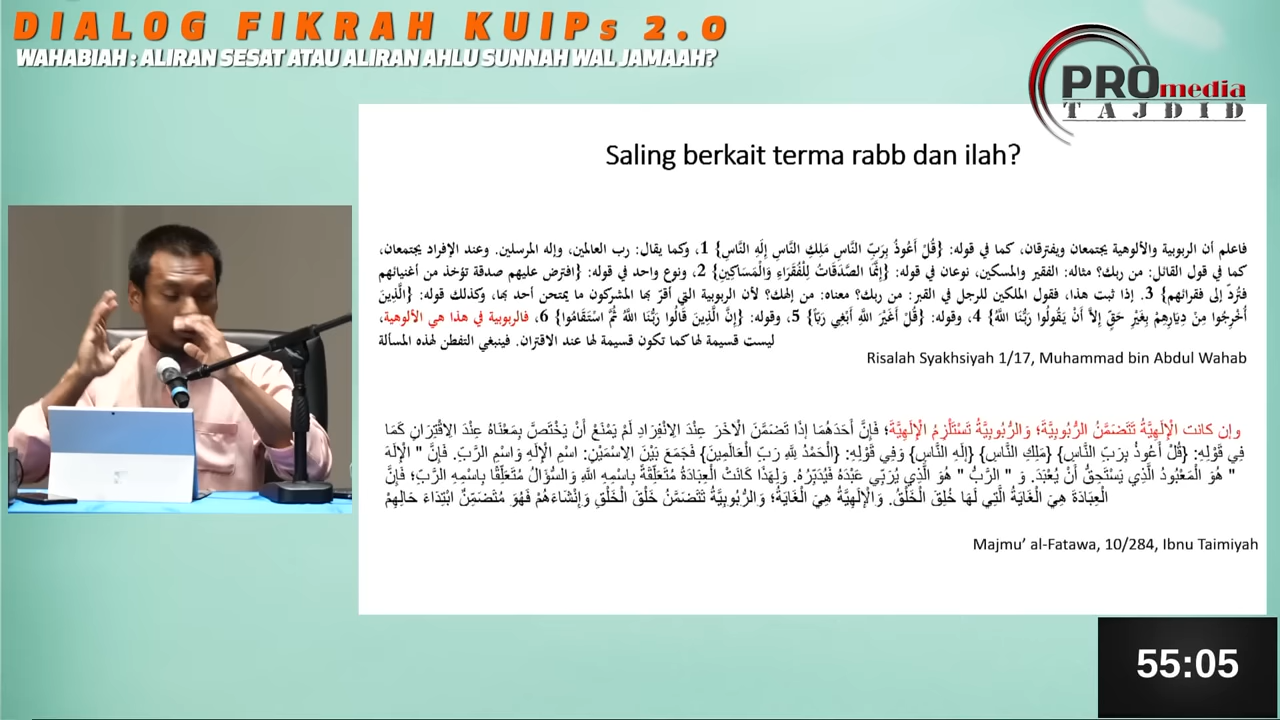 DIALOG FIKRAH KUIPs 2.0
WAHABIAH : ALIRAN SESAT ATAU ALIRAN AHLU SUNNAH WAL JAMAAH?
PROmedia
TAJDID
Saling berkait terma rabb dan ilah?
فاعلم أن الربوبية والألوهية يجتمعان ويفترقان، كما في قوله: {قُلْ أَعُوذُ بِرَبِّ النَّاسِ مَلِكِ النَّاسِ إِلَهِ النَّاسِ} 1، وكما يقال: رب العالمين، وإله المرسلين. وعند الإفراد يجتمعان،
كما في قول القائل: من ربك؟ مثاله: الفقير والمسكين، نوعان في قوله: {إِنَّمَا الصَّدَقَاتُ لِلْفُقَرَاءِ وَالْمَسَاكِينِ} 2، ونوع واحد في قوله: {افترض عليهم صدقة تؤخذ من أغنيائهم
فتُردّ إلى فقرائهم} 3. إذا ثبت هذا، فقول الملكين للرجل في القبر: من ربك؟ معناه: من إلهك؟ لأن الربوبية التي أقرّ بها المشركون ما يمتحن أحد بها، وكذلك قوله: {الَّذِينَ
أُخْرِجُوا مِنْ دِيَارِهِمْ بِغَيْرِ حَقٍّ إِلاَّ أَنْ يَقُولُوا رَبُّنَا اللَّهُ} 4، وقوله: {قُلْ أَغَيْرَ اللَّهِ أَبْغِي رَبّاً} 5، وقوله: {إِنَّ الَّذِينَ قَالُوا رَبُّنَا اللَّهُ ثُمَّ اسْتَقَامُوا} 6، فالربوبية في هذا هي الألوهية،
ليست قسيمة لها كما تكون قسيمة لها عند الاقتران. فينبغي التفطن لهذه المسألة
Risalah Syakhsiyah 1/17, Muhammad bin Abdul Wahab
وإن كانت الْإِلَهِيَّةُ تَتَضَمَّنُ الرُّبُوبِيَّةَ؛ وَالرُّبُوبِيَّةُ تَسْتَلْزِمُ الْإِلَهِيَّةَ؛ فَإِنَّ أَحَدَهُمَا إذَا تَضَمَّنَ الْآخَرَ عِنْدَ الِانْفِرَادِ لَمْ يَمْنَعْ أَنْ يَخْتَصَّ بِمَعْنَاهُ عِنْدَ الِاقْتِرَانِ كَمَا
فِي قَوْلِهِ: {قُلْ أَعُوذُ بِرَبِّ النَّاسِ} {مَلِكِ النَّاسِ} {إلَهِ النَّاسِ} وَفِي قَوْلِهِ: {الْحَمْدُ لِلَّهِ رَبِّ الْعَالَمِينَ} فَجَمَعَ بَيْنَ الِاسْمَيْنِ: اسْمِ الْإِلَهِ وَاسْمِ الرَّبِّ. فَإِنَّ " الْإِلَهَ
" هُوَ الْمَعْبُودُ الَّذِي يَسْتَحِقُّ أَنْ يُعْبَدَ. وَ " الرَّبُّ " هُوَ الَّذِي يُرَبِّي عَبْدَهُ فَيُدَبِّرُهُ. وَلِهَذَا كَانَتْ الْعِبَادَةُ مُتَعَلِّقَةً بِاسْمِهِ اللَّهِ وَالسُّؤَالُ مُتَعَلِّقًا بِاسْمِهِ الرَّبِّ؛ فَإِنَّ
الْعِبَادَةَ هِيَ الْغَايَةُ الَّتِي لَهَا خُلِقَ الْخَلْقُ. وَالْإِلَهِيَّةُ هِيَ الْغَايَةُ؛ وَالرُّبُوبِيَّةُ تَتَضَمَّنُ خَلْقَ الْخَلْقِ وَإِنْشَاءَهُمْ فَهُوَ مُتَضَمِّنٌ ابْتِدَاءَ حَالِهِمْ
Majmu’ al-Fatawa, 10/284, Ibnu Taimiyah
55:05